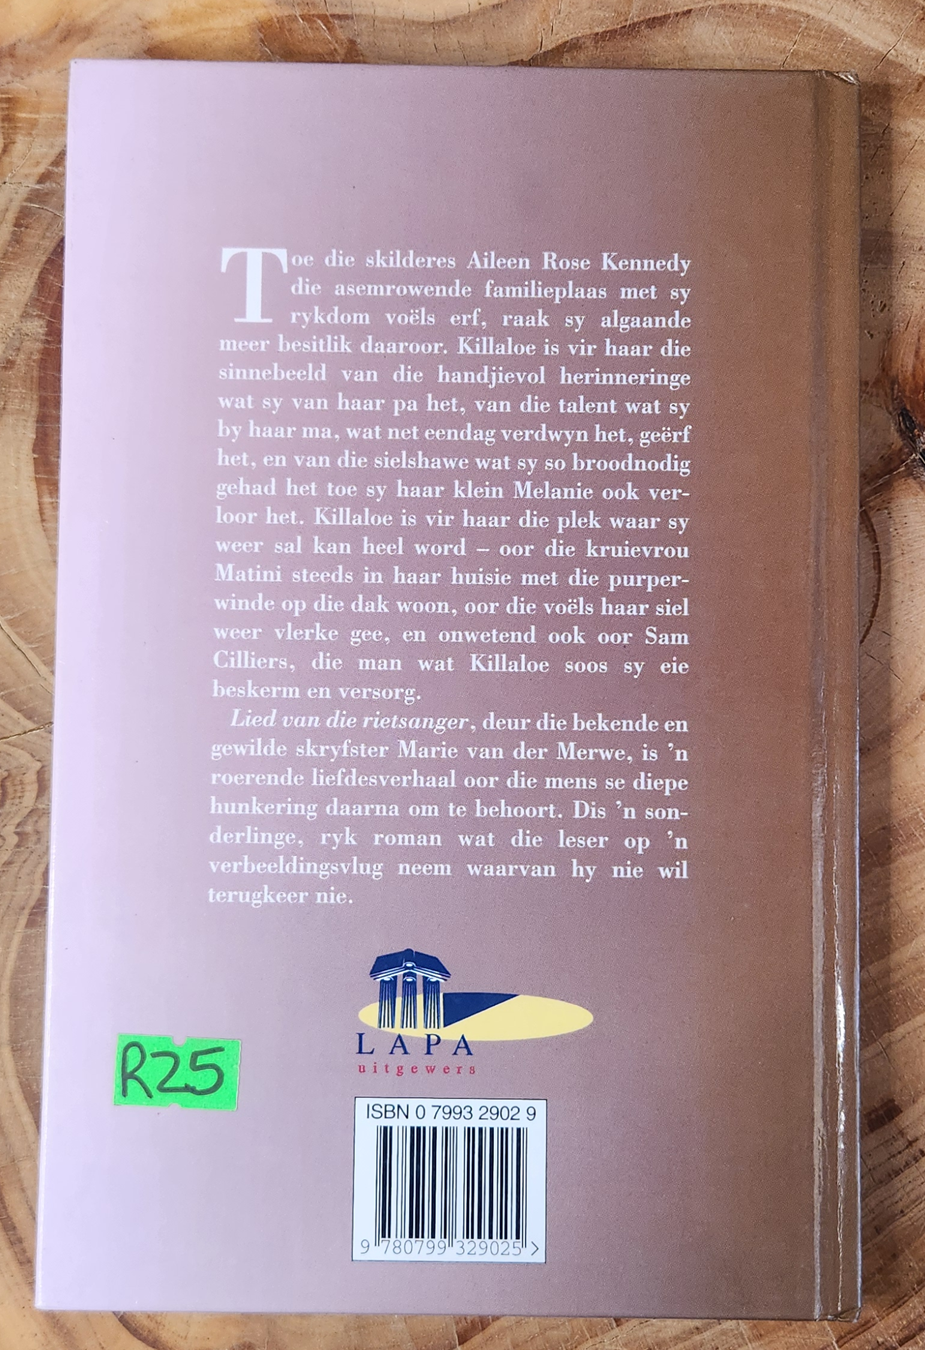 Toe die skilderes Aileen Rose Kennedy
die asemrowende familieplaas met sy
rykdom voëls erf, raak sy algaande
meer besitlik daaroor. Killaloe is vir haar die
sinnebeeld van die handjievol herinneringe
wat sy van haar pa het, van die talent wat sy
by haar ma, wat net eendag verdwyn het, geërf
het, en van die sielshawe wat sy so broodnodig
gehad het toe sy haar klein Melanie ook ver-
loor het. Killaloe is vir haar die plek waar sy
weer sal kan heel word – oor die kruievrou
Matini steeds in haar huisie met die purper-
winde op die dak woon, oor die voëls haar siel
weer vlerke gee, en onwetend ook oor Sam
Cilliers, die man wat Killaloe soos sy eie
beskerm en versorg.
Lied van die rietsanger, deur die bekende en
gewilde skryfster Marie van der Merwe, is ’n
roerende liefdesverhaal oor die mens se diepe
hunkering daarna om te behoort. Dis ’n son-
derlinge, ryk roman wat die leser op ’n
verbeeldingsvlug neem waarvan hy nie wil
terugkeer nie.
LAPA
uitgewers
R25
ISBN 0 7993 2902 9
9 780799 329025 >